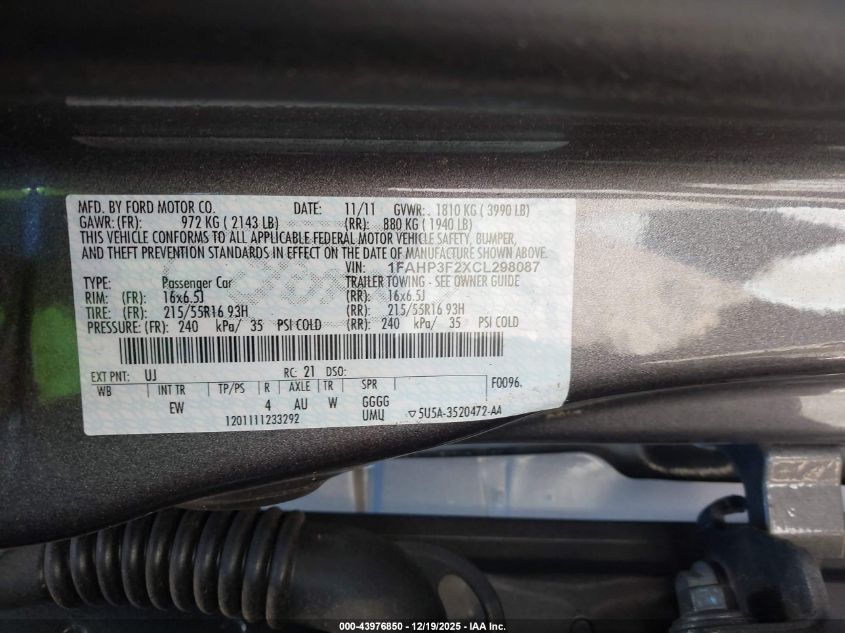 MFD. BY FORD MOTOR CO. DATE: 11/11 GVWR: 1810 KG ( 3990 LB)
GAWR: (FR): 972 KG ( 2143 LB) (RR): 880 KG ( 1940 LB)
THIS VEHICLE CONFORMS TO ALL APPLICABLE FEDERAL MOTOR VEHICLE SAFETY, BUMPER,
AND THEFT PREVENTION STANDARDS IN EFFECT ON THE DATE OF MANUFACTURE SHOWN ABOVE.
VIN: 1FAHP3F2XCL298087
TYPE: Passenger Car TRAILER TOWING - SEE OWNER GUIDE
RIM: (FR): 16x6.5J (RR): 16x6.5J
TIRE: (FR): 215/55R16 93H (RR): 215/55R16 93H
PRESSURE: (FR): 240 kPa/ 35 PSI COLD (RR): 240 kPa/ 35 PSI COLD
EXT PNT: UJ RC: 21 DSO:
WB INT TR TP/PS R AXLE TR SPR F0096.
EW 4 AU W GGGG
1201111233292 UMQ ▽5U5A-3520472-AA
000-43976850 - 12/19/2025 - IAA Inc.